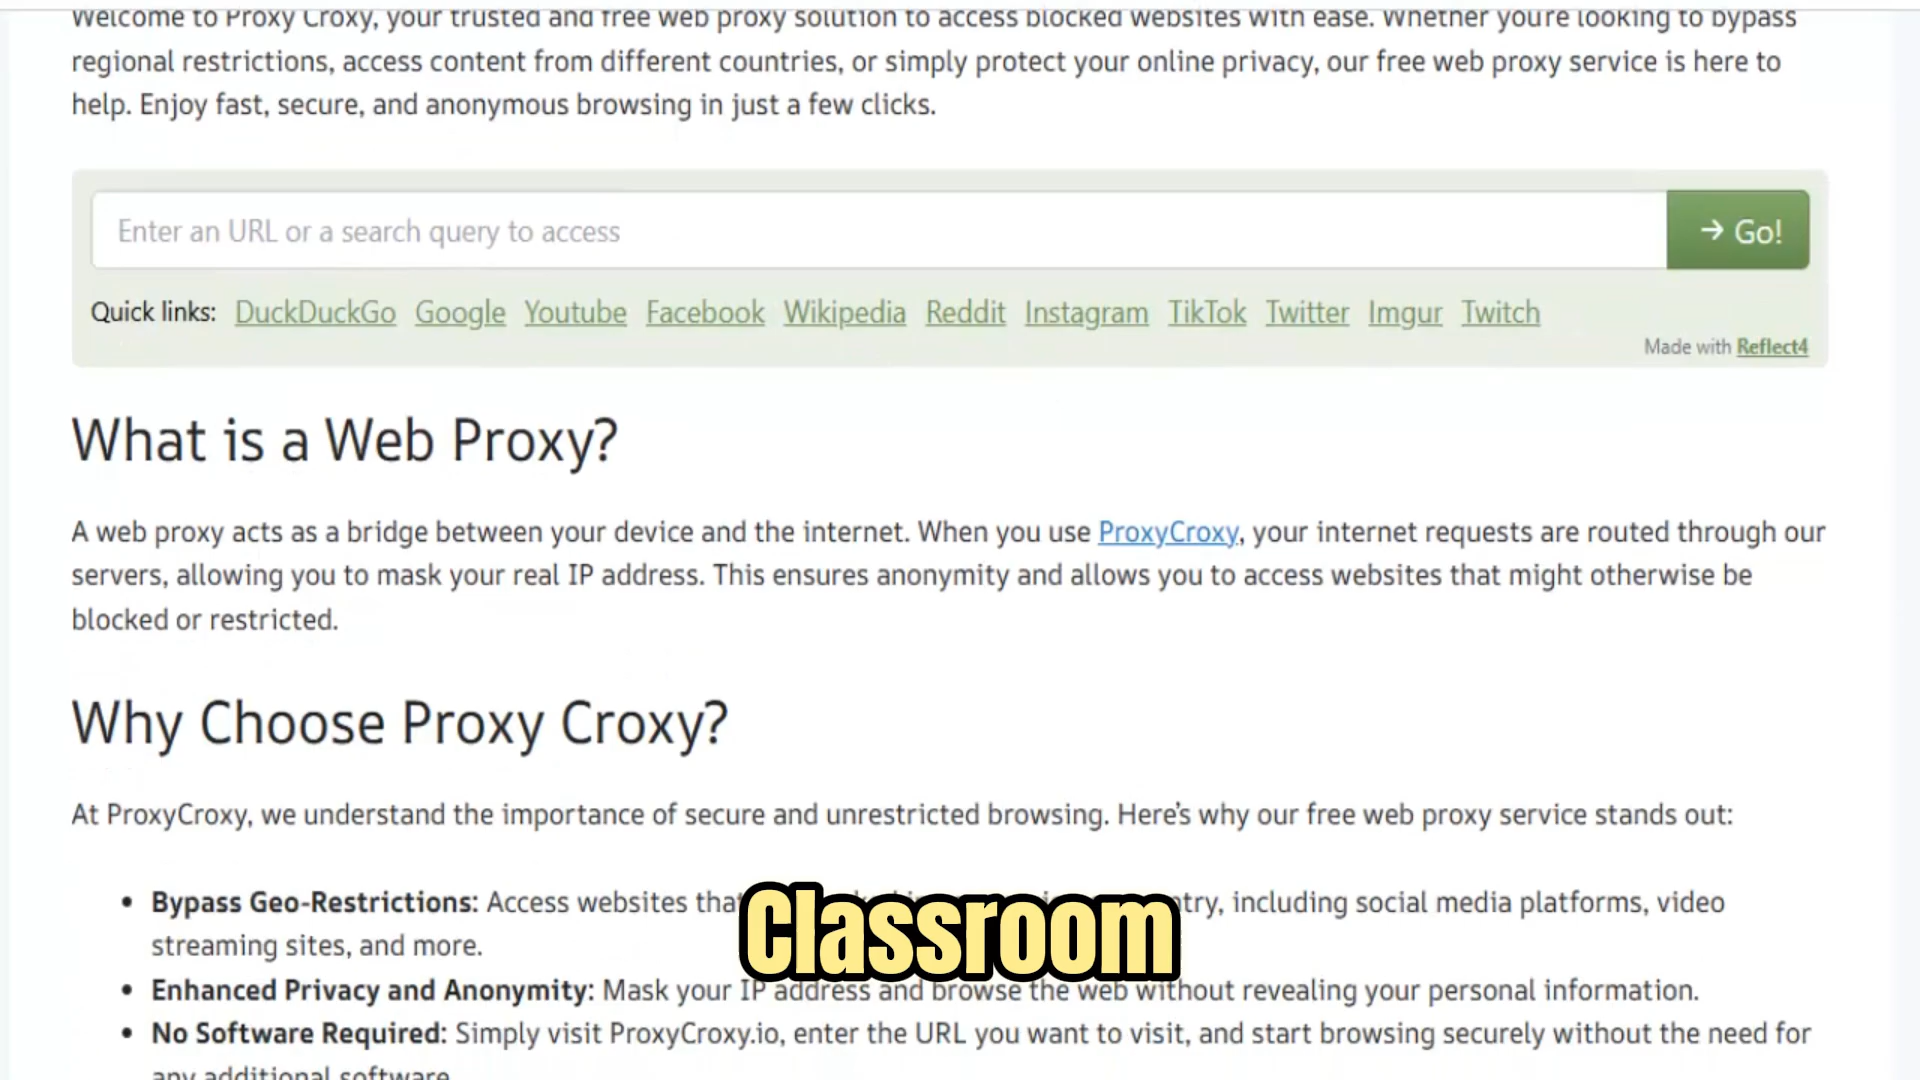 Welcome to Proxy Croxy, your trusted and free web proxy solution to access blocked websites with ease. Whether you're looking to bypass
regional restrictions, access content from different countries, or simply protect your online privacy, our free web proxy service is here to
help. Enjoy fast, secure, and anonymous browsing in just a few clicks.
Enter an URL or a search query to access
→ Go!
Quick links: DuckDuckGo Google Youtube Facebook Wikipedia Reddit Instagram TikTok Twitter Imgur Twitch
Made with Reflect4
What is a Web Proxy?
A web proxy acts as a bridge between your device and the internet. When you use ProxyCroxy, your internet requests are routed through our
servers, allowing you to mask your real IP address. This ensures anonymity and allows you to access websites that might otherwise be
blocked or restricted.
Why Choose Proxy Croxy?
At ProxyCroxy, we understand the importance of secure and unrestricted browsing. Here's why our free web proxy service stands out:
• Bypass Geo-Restrictions: Access websites including social media platforms, video
streaming sites, and more.
Classroom
• Enhanced Privacy and Anonymity: Mask your IP address and browse the web without revealing your personal information.
• No Software Required: Simply visit ProxyCroxy.io, enter the URL you want to visit, and start browsing securely without the need for
any additional software.